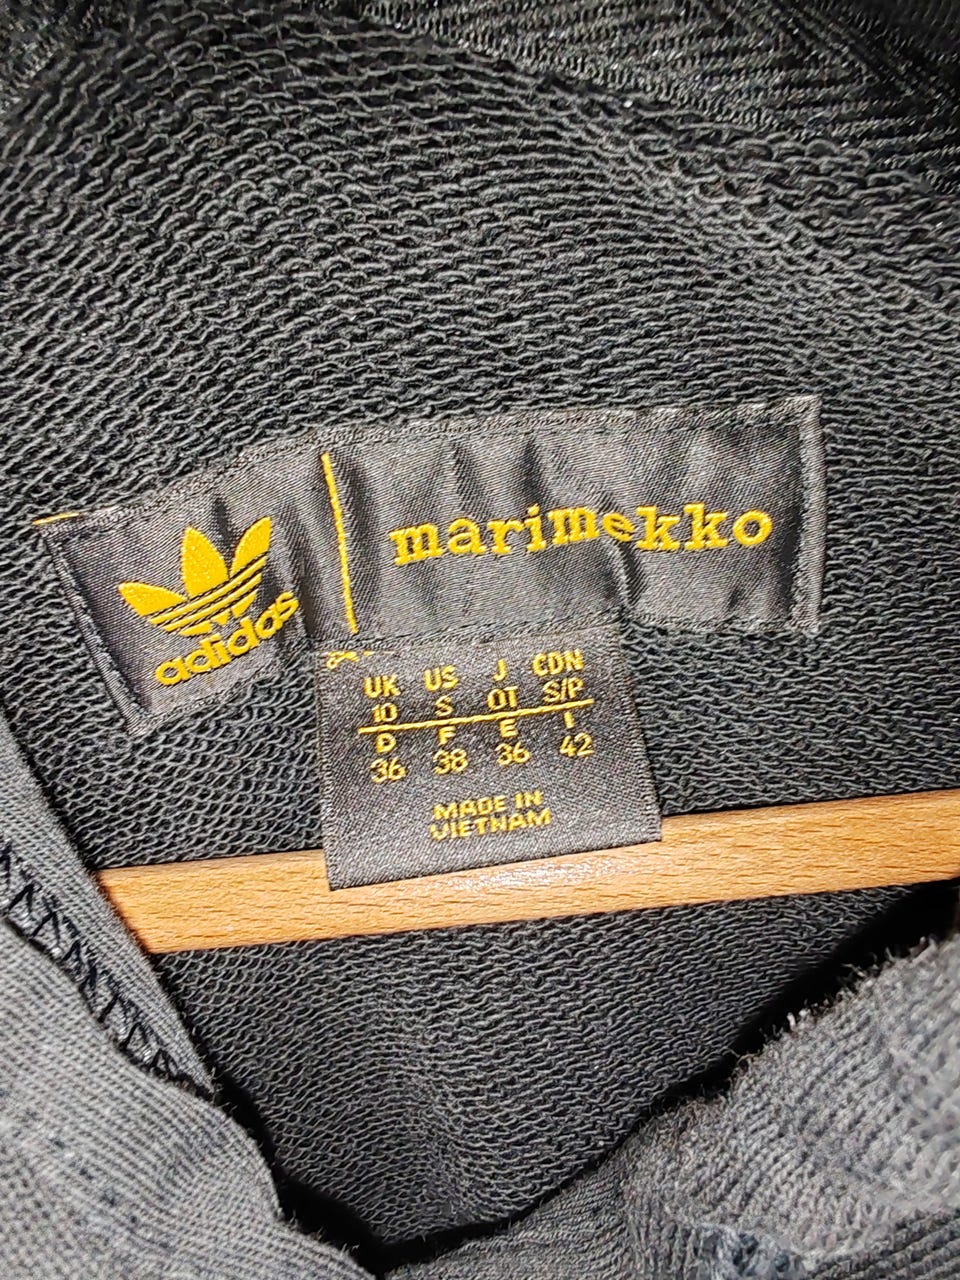 adidas
marimekko
UK US J CDN
10 S OT S/P
D F E I
36 38 36 42
MADE IN
VIETNAM